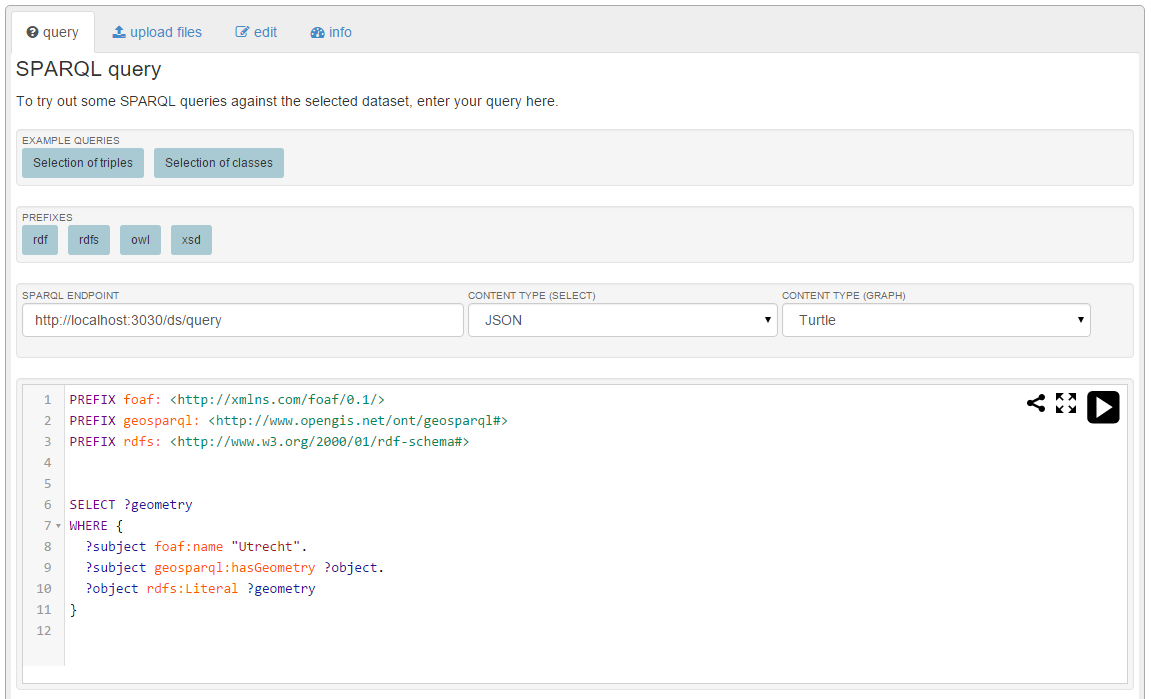 query upload files edit info
SPARQL query
To try out some SPARQL queries against the selected dataset, enter your query here.
EXAMPLE QUERIES
Selection of triples Selection of classes
PREFIXES
rdf rdfs owl xsd
SPARQL ENDPOINT CONTENT TYPE (SELECT) CONTENT TYPE (GRAPH)
http://localhost:3030/ds/query JSON Turtle
1 PREFIX foaf: <http://xmlns.com/foaf/0.1/>
2 PREFIX geosparql: <http://www.opengis.net/ont/geosparql#>
3 PREFIX rdfs: <http://www.w3.org/2000/01/rdf-schema#>
4
5
6 SELECT ?geometry
7 WHERE {
8 ?subject foaf:name "Utrecht".
9 ?subject geosparql:hasGeometry ?object.
10 ?object rdfs:Literal ?geometry
11 }
12